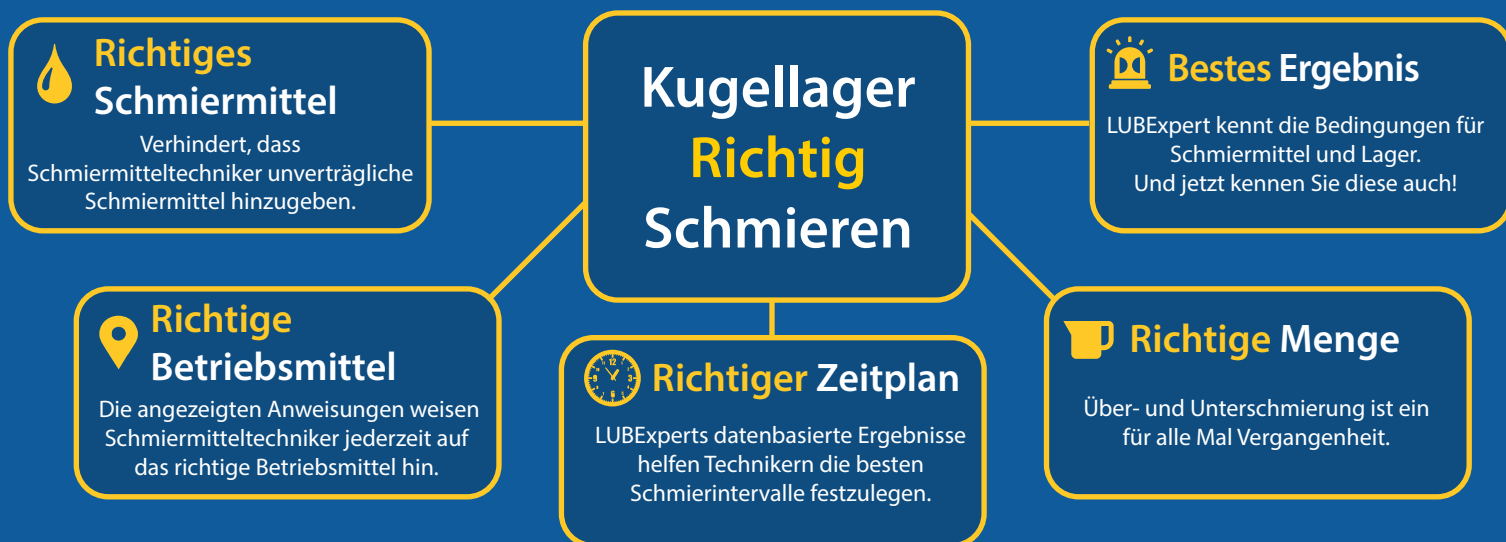 Kugellager
Richtig
Schmieren
Richtiges
Schmiermittel
Verhindert, dass
Schmiermitteltechniker unverträgliche
Schmiermittel hinzugeben.
Richtige
Betriebsmittel
Die angezeigten Anweisungen weisen
Schmiermitteltechniker jederzeit auf
das richtige Betriebsmittel hin.
Richtiger Zeitplan
LUBExperts datenbasierte Ergebnisse
helfen Technikern die besten
Schmierintervalle festzulegen.
Richtige Menge
Über- und Unterschmierung ist ein
für alle Mal Vergangenheit.
Bestes Ergebnis
LUBExpert kennt die Bedingungen für
Schmiermittel und Lager.
Und jetzt kennen Sie diese auch!